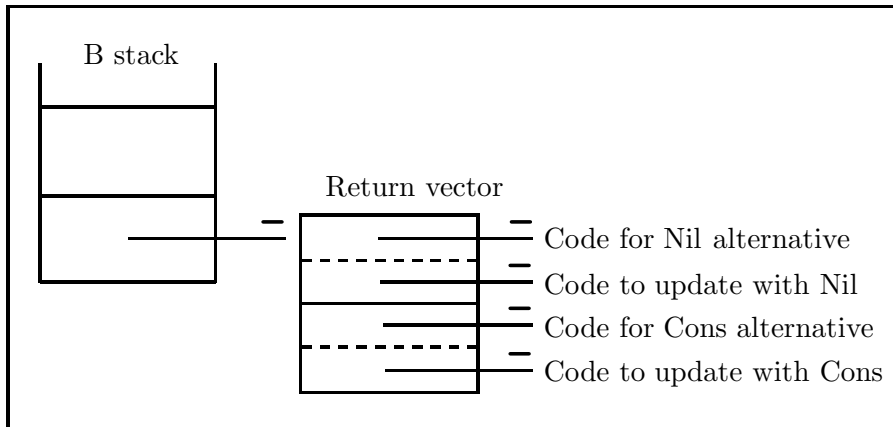 B stack
Return vector
Code for Nil alternative
Code to update with Nil
Code for Cons alternative
Code to update with Cons